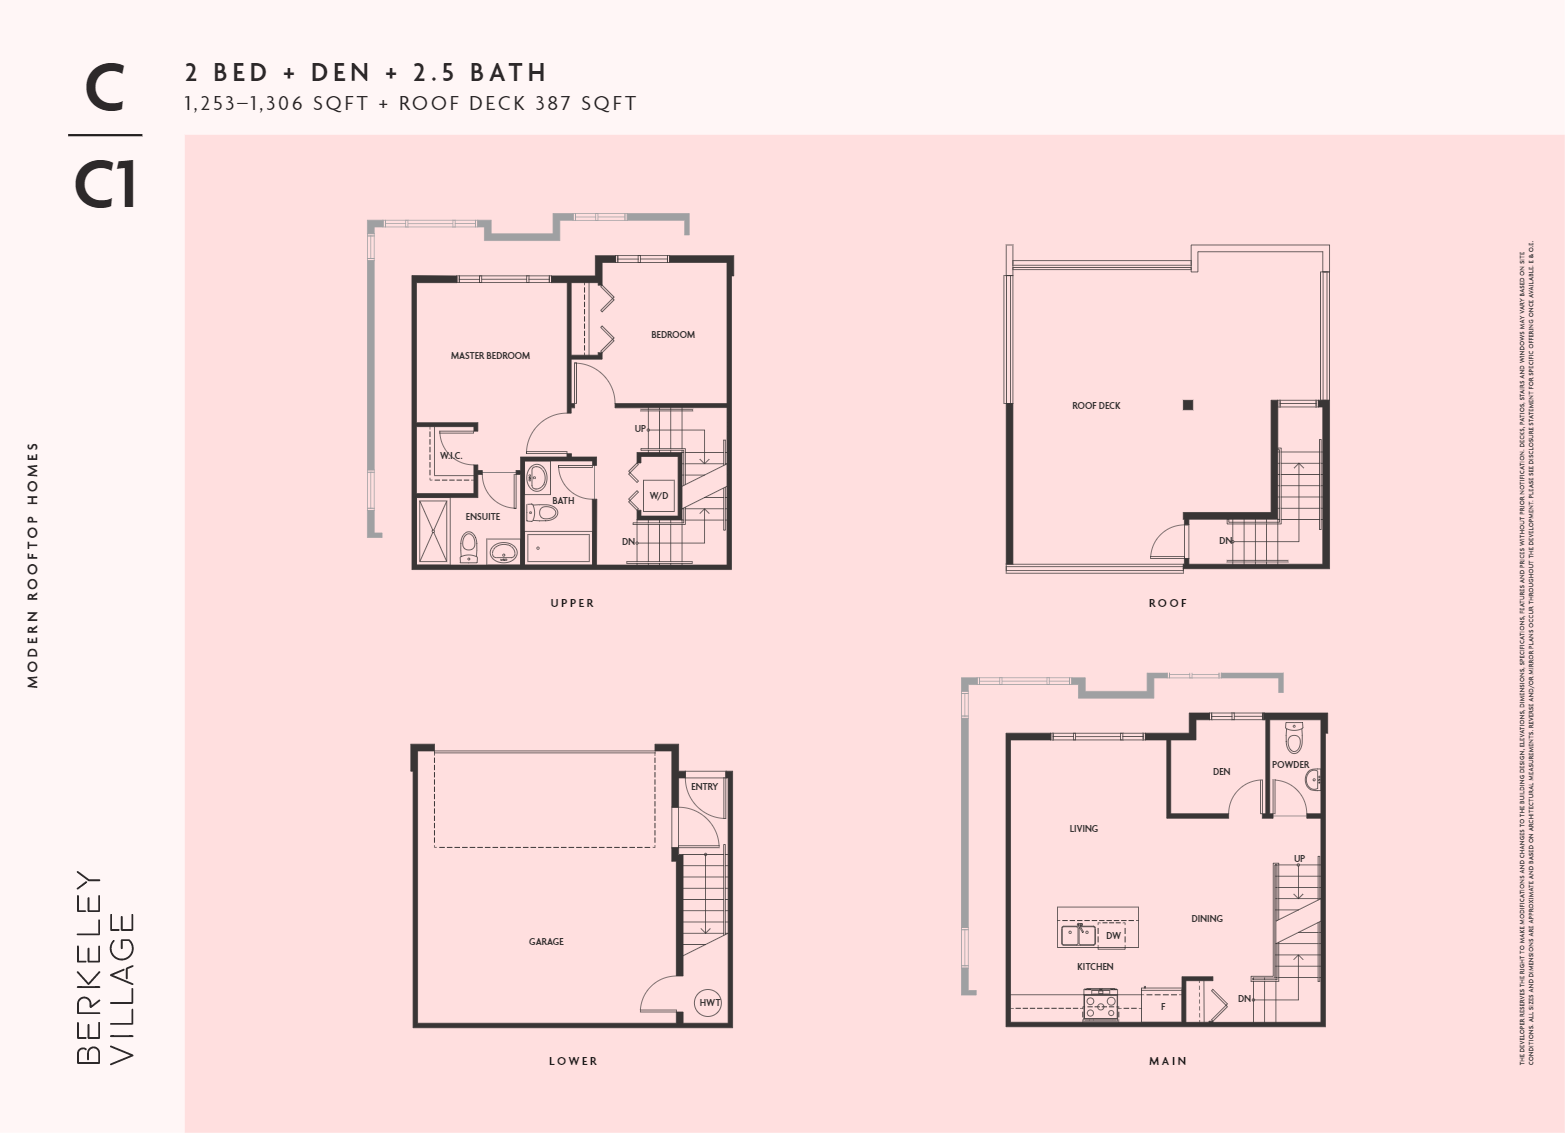 C
C1
2 BED + DEN + 2.5 BATH
1,253–1,306 SQFT + ROOF DECK 387 SQFT
MODERN ROOFTOP HOMES
BERKELEY
VILLAGE
MASTER BEDROOM
BEDROOM
UP
W.I.C.
W/D
BATH
ENSUITE
DN
UPPER
ROOF DECK
DN
ROOF
ENTRY
GARAGE
HWT
LOWER
DEN
POWDER
LIVING
UP
DINING
DW
KITCHEN
DN
F
MAIN
THE DEVELOPER RESERVES THE RIGHT TO MAKE MODIFICATIONS AND CHANGES TO THE BUILDING DESIGN, ELEVATIONS, DIMENSIONS, SPECIFICATIONS, FEATURES AND PRICES WITHOUT PRIOR NOTIFICATION. DECKS, PATIOS, STAIRS AND WINDOWS MAY VARY BASED ON SITE
CONDITIONS. ALL SIZES AND DIMENSIONS ARE APPROXIMATE AND BASED ON ARCHITECTURAL MEASUREMENTS. REVERSE AND/OR MIRROR PLANS OCCUR THROUGHOUT THE DEVELOPMENT. PLEASE SEE DISCLOSURE STATEMENT FOR SPECIFIC OFFERING ONCE AVAILABLE. E & O.E.